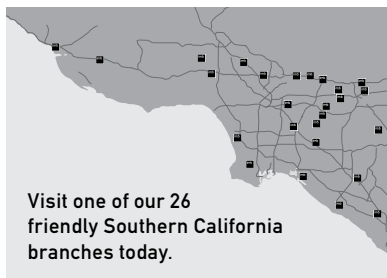 Visit one of our 26
friendly Southern California
branches today.